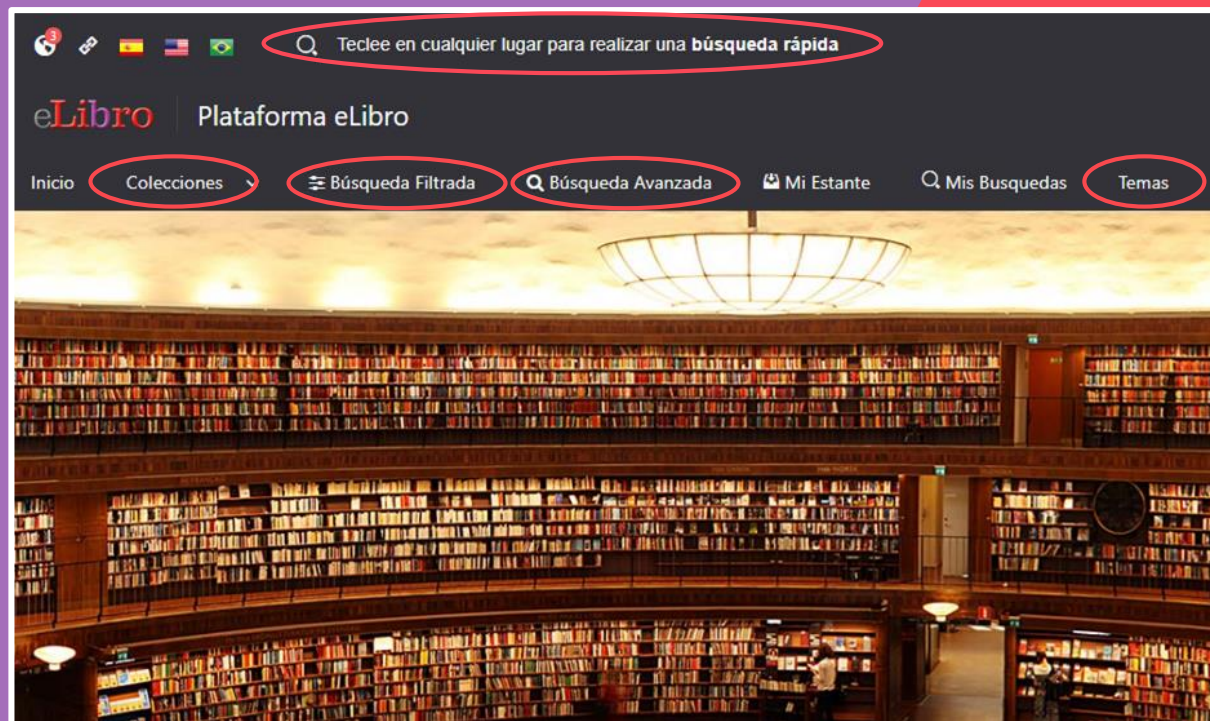 3
Teclee en cualquier lugar para realizar una búsqueda rápida
eLibro Plataforma eLibro
Inicio Colecciones Búsqueda Filtrada Búsqueda Avanzada Mi Estante Mis Busquedas Temas